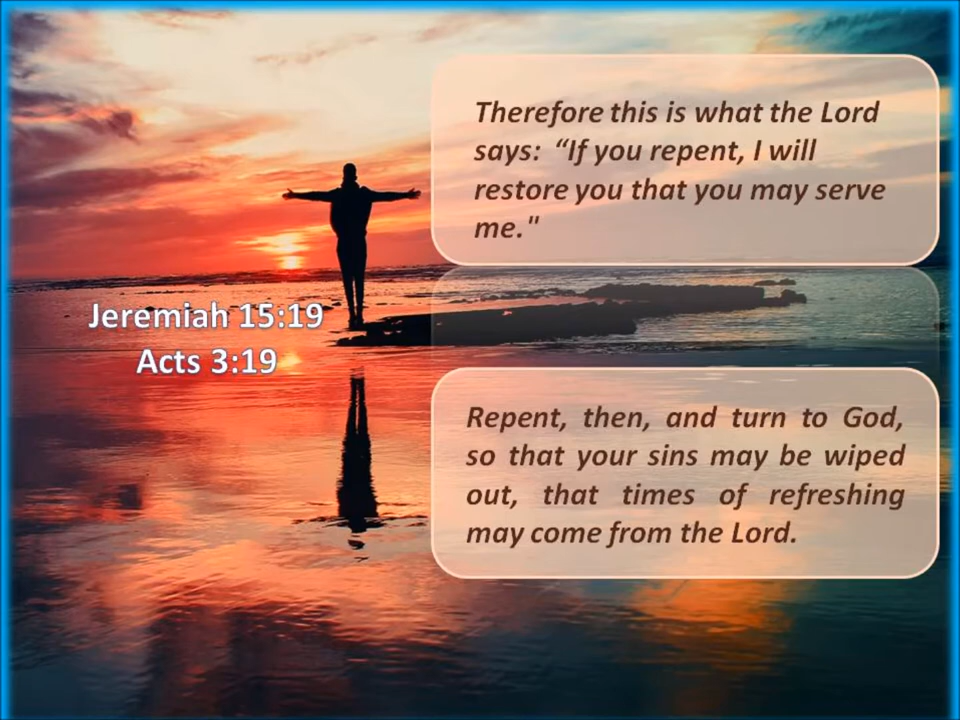 Therefore this is what the Lord
says:  “If you repent, I will
restore you that you may serve
me."
Jeremiah 15:19
Acts 3:19
Repent, then, and turn to God,
so that your sins may be wiped
out, that times of refreshing
may come from the Lord.